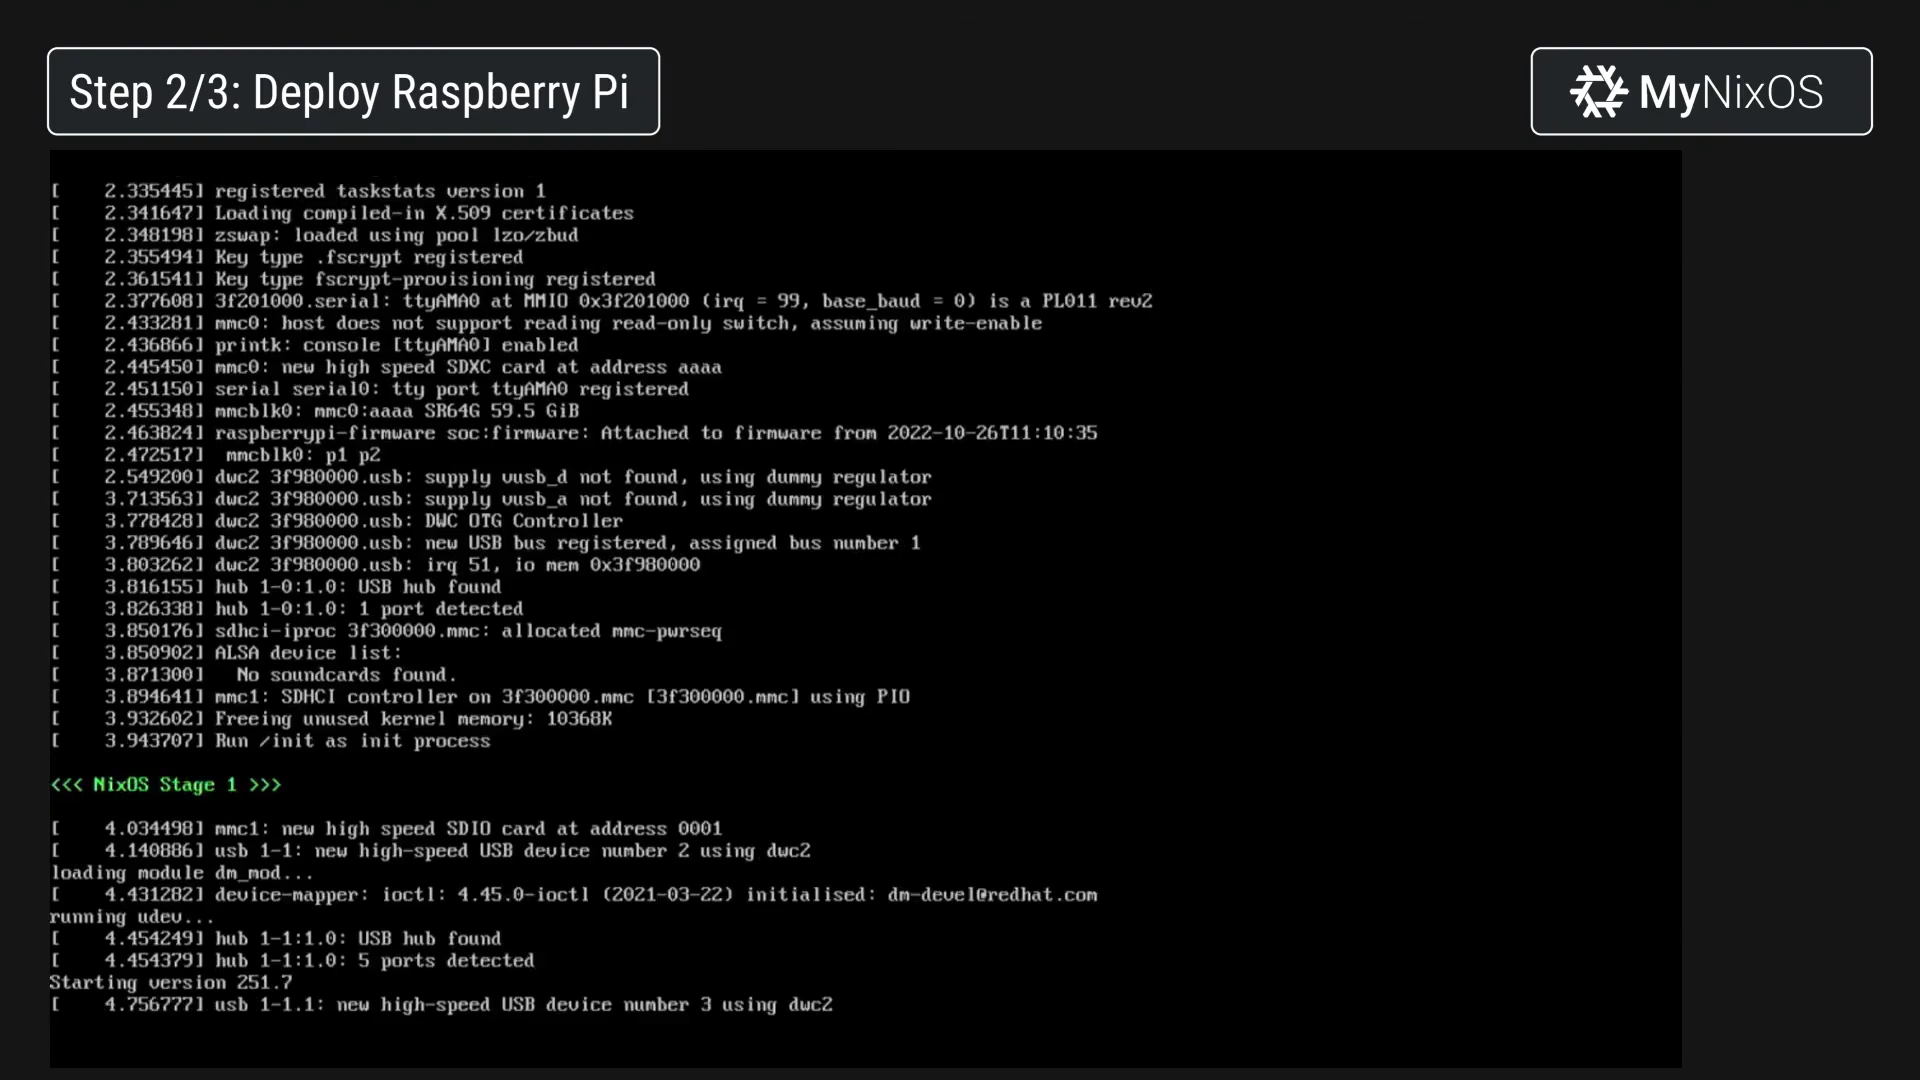 Step 2/3: Deploy Raspberry Pi
MyNixOS
[    2.335445] registered taskstats version 1
[    2.341647] Loading compiled-in X.509 certificates
[    2.348198] zswap: loaded using pool lzo/zbud
[    2.355494] Key type .fscrypt registered
[    2.361541] Key type fscrypt-provisioning registered
[    2.377608] 3f201000.serial: ttyAMA0 at MMIO 0x3f201000 (irq = 99, base_baud = 0) is a PL011 rev2
[    2.433281] mmc0: host does not support reading read-only switch, assuming write-enable
[    2.436866] printk: console [ttyAMA0] enabled
[    2.445450] mmc0: new high speed SDXC card at address aaaa
[    2.451150] serial serial0: tty port ttyAMA0 registered
[    2.455348] mmcblk0: mmc0:aaaa SR64G 59.5 GiB
[    2.463824] raspberrypi-firmware soc:firmware: Attached to firmware from 2022-10-26T11:10:35
[    2.472517]  mmcblk0: p1 p2
[    2.549200] dwc2 3f980000.usb: supply vusb_d not found, using dummy regulator
[    3.713563] dwc2 3f980000.usb: supply vusb_a not found, using dummy regulator
[    3.778428] dwc2 3f980000.usb: DWC OTG Controller
[    3.789646] dwc2 3f980000.usb: new USB bus registered, assigned bus number 1
[    3.803262] dwc2 3f980000.usb: irq 51, io mem 0x3f980000
[    3.816155] hub 1-0:1.0: USB hub found
[    3.826338] hub 1-0:1.0: 1 port detected
[    3.850176] sdhci-iproc 3f300000.mmc: allocated mmc-pwrseq
[    3.850902] ALSA device list:
[    3.871300]   No soundcards found.
[    3.894641] mmc1: SDHCI controller on 3f300000.mmc [3f300000.mmc] using PIO
[    3.932602] Freeing unused kernel memory: 10368K
[    3.943707] Run /init as init process
<<< NixOS Stage 1 >>>
[    4.034498] mmc1: new high speed SDIO card at address 0001
[    4.140886] usb 1-1: new high-speed USB device number 2 using dwc2
loading module dm_mod...
[    4.431282] device-mapper: ioctl: 4.45.0-ioctl (2021-03-22) initialised: dm-devel@redhat.com
running udev...
[    4.454249] hub 1-1:1.0: USB hub found
[    4.454379] hub 1-1:1.0: 5 ports detected
Starting version 251.7
[    4.756777] usb 1-1.1: new high-speed USB device number 3 using dwc2